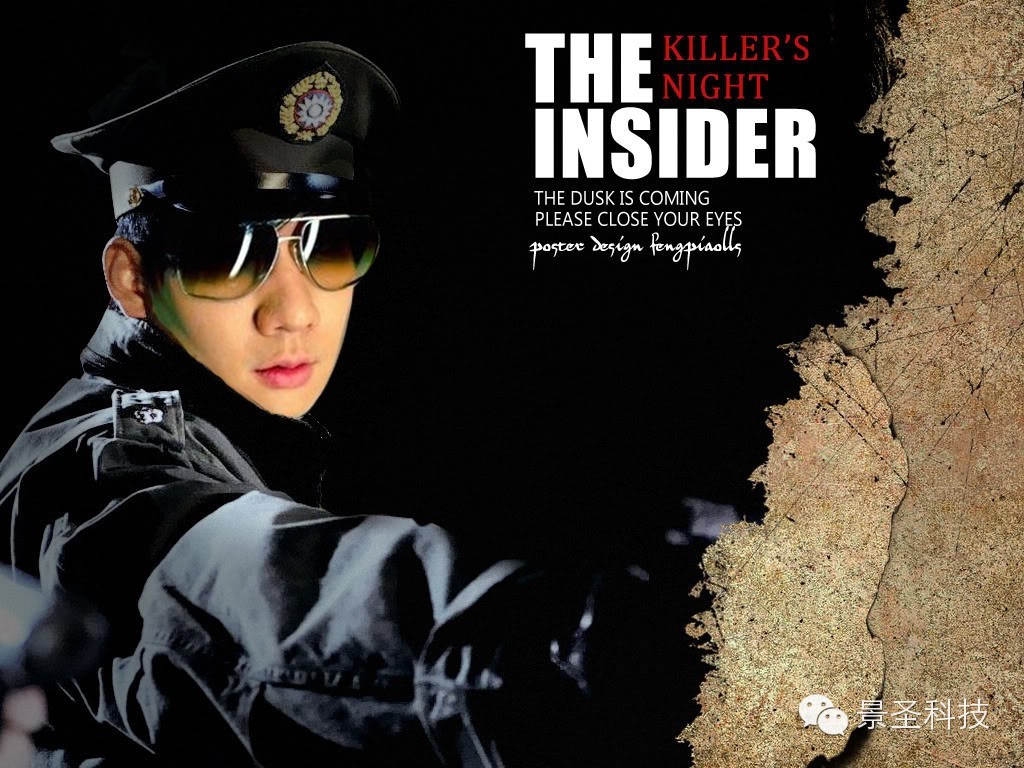 THE KILLER'S
NIGHT
INSIDER
THE DUSK IS COMING
PLEASE CLOSE YOUR EYES
poster design fengpiaolls
景圣科技